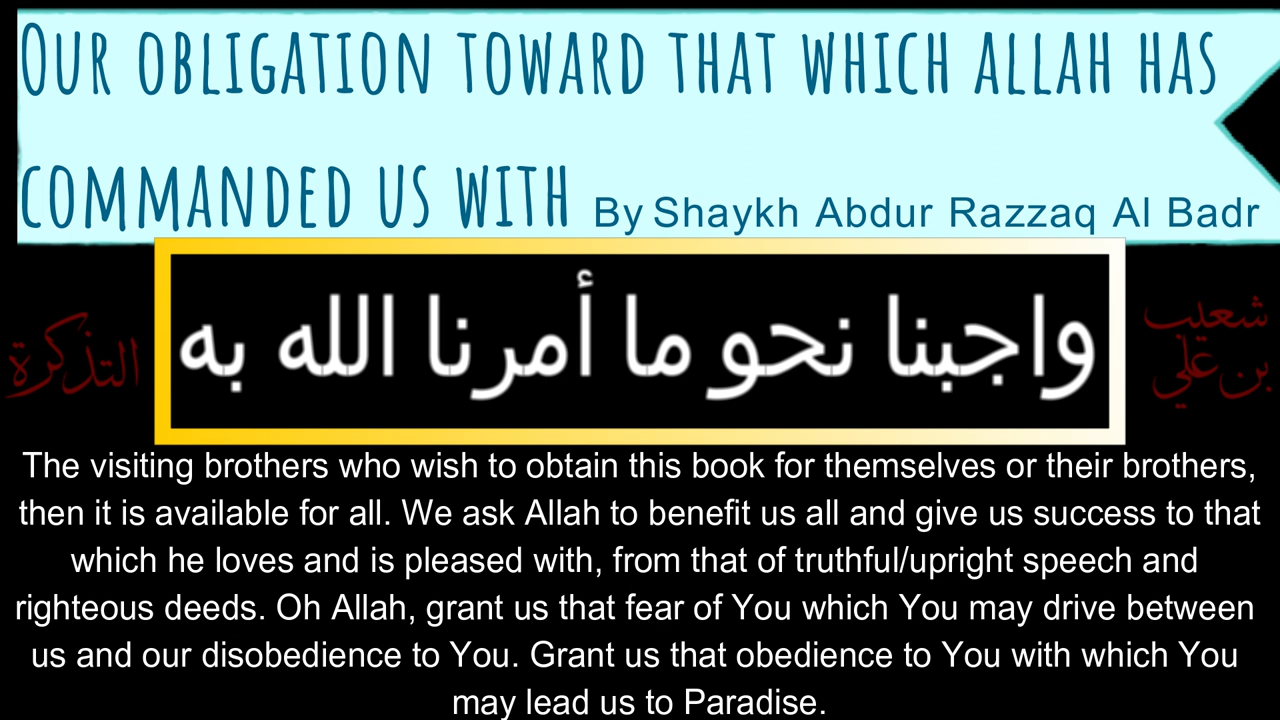 OUR OBLIGATION TOWARD THAT WHICH ALLAH HAS
COMMANDED US WITH By Shaykh Abdur Razzaq Al Badr
واجبنا نحو ما أمرنا الله به
شعيب
بن علي
التذكرة
The visiting brothers who wish to obtain this book for themselves or their brothers,
then it is available for all. We ask Allah to benefit us all and give us success to that
which he loves and is pleased with, from that of truthful/upright speech and
righteous deeds. Oh Allah, grant us that fear of You which You may drive between
us and our disobedience to You. Grant us that obedience to You with which You
may lead us to Paradise.